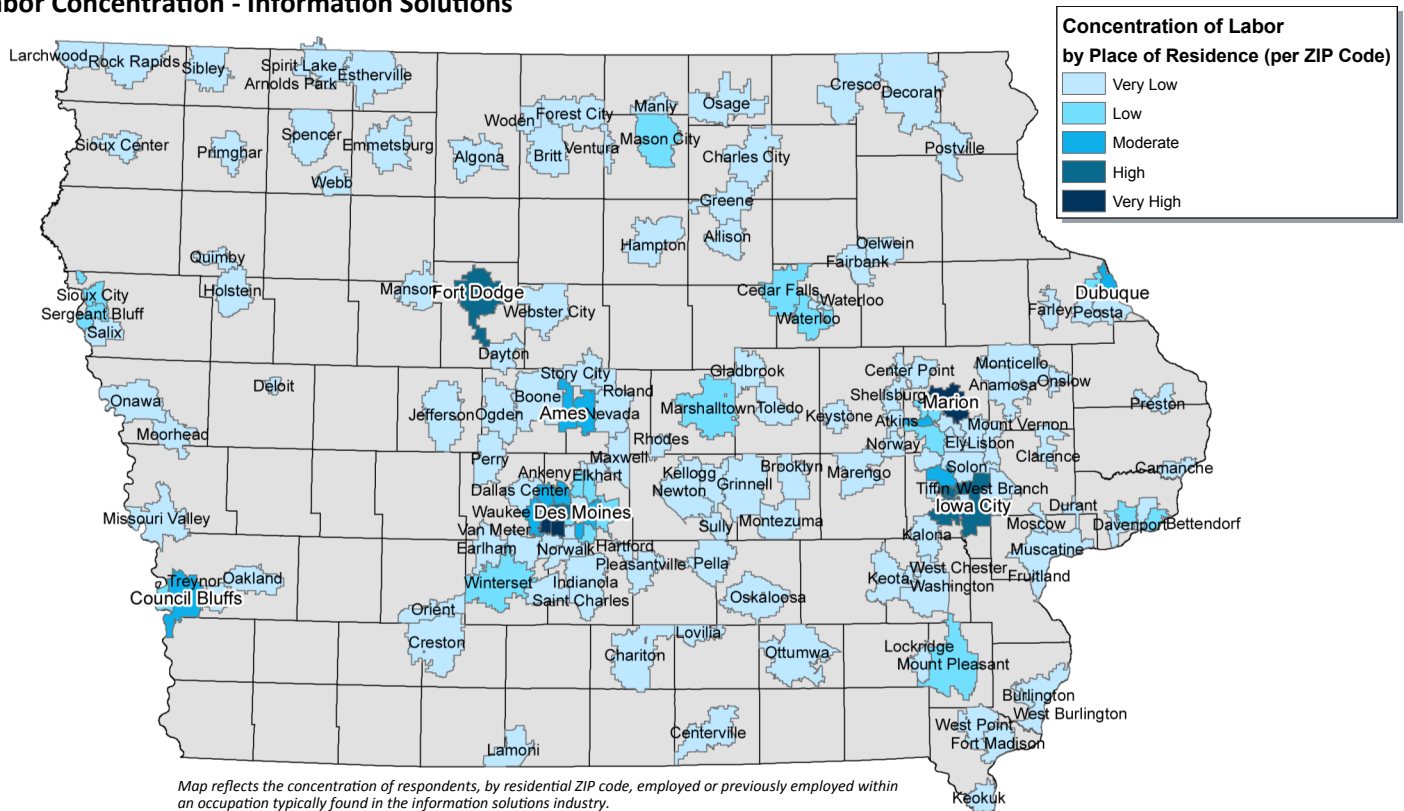 bor Concentration - Information Solutions
Concentration of Labor
by Place of Residence (per ZIP Code)
Very Low
Low
Moderate
High
Very High
Larchwood
Rock Rapids
Sibley
Spirit Lake
Arnolds Park
Estherville
Cresco
Decorah
Woden
Forest City
Manly
Osage
Sioux Center
Primghar
Spencer
Emmetsburg
Algona
Britt
Ventura
Mason City
Charles City
Postville
Webb
Greene
Hampton
Allison
Oelwein
Fairbank
Quimby
Holstein
Manson
Fort Dodge
Webster City
Cedar Falls
Waterloo
Waterloo
Dubuque
Farley
Peosta
Sioux City
Sergeant Bluff
Salix
Dayton
Story City
Gladbrook
Center Point
Monticello
Deloit
Boone
Roland
Shellsburg
Anamosa
Onslow
Onawa
Jefferson
Ogden
Ames
Nevada
Marshalltown
Toledo
Keystone
Atkins
Marion
Mount Vernon
Preston
Moorhead
Rhodes
Norway
Ely
Lisbon
Clarence
Perry
Maxwell
Ankeny
Elkhart
Kellogg
Brooklyn
Marengo
Solon
Camanche
Dallas Center
Newton
Grinnell
Tiffin
West Branch
Missouri Valley
Waukee
Des Moines
Iowa City
Durant
Van Meter
Sully
Montezuma
Moscow
Davenport
Bettendorf
Earlham
Norwalk
Hartford
Kalona
Muscatine
Pleasantville
Pella
West Chester
Treynor
Oakland
Winterset
Indianola
Keota
Washington
Fruitland
Council Bluffs
Saint Charles
Oskaloosa
Orient
Creston
Lovilia
Chariton
Ottumwa
Lockridge
Mount Pleasant
Burlington
West Burlington
Centerville
West Point
Fort Madison
Lamoni
Keokuk
Map reflects the concentration of respondents, by residential ZIP code, employed or previously employed within
an occupation typically found in the information solutions industry.